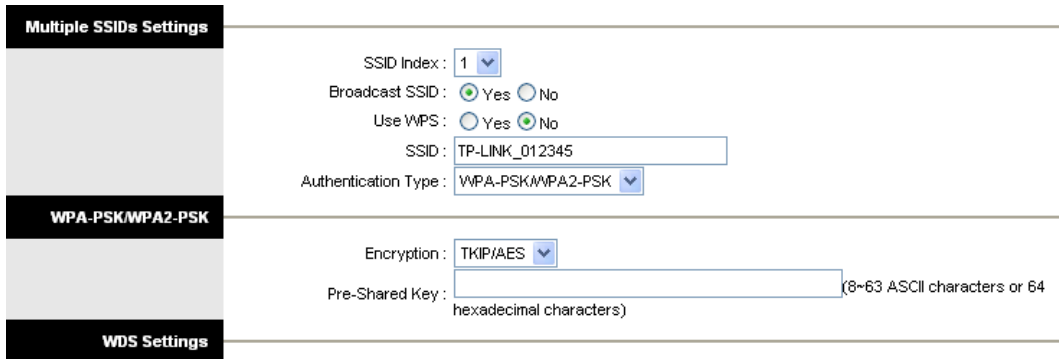 Multiple SSIDs Settings
SSID Index : 1
Broadcast SSID : Yes No
Use WPS : Yes No
SSID : TP-LINK_012345
Authentication Type : WPA-PSK/WPA2-PSK
WPA-PSK/WPA2-PSK
Encryption : TKIP/AES
Pre-Shared Key : (8~63 ASCII characters or 64
hexadecimal characters)
WDS Settings